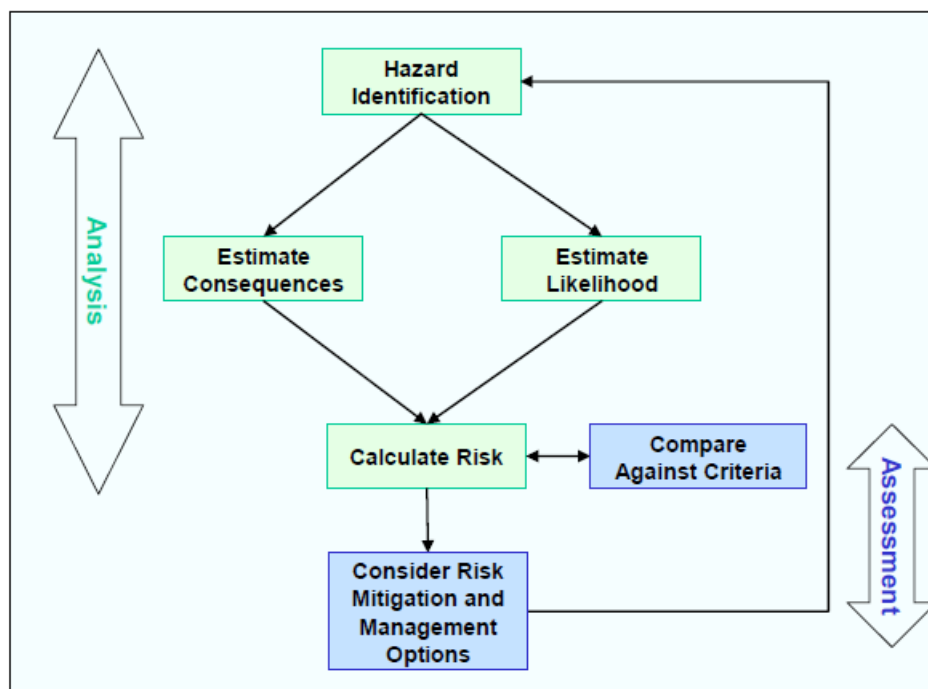 Hazard
Identification
Analysis
Estimate
Consequences
Estimate
Likelihood
Calculate Risk
Compare
Against Criteria
Assessment
Consider Risk
Mitigation and
Management
Options